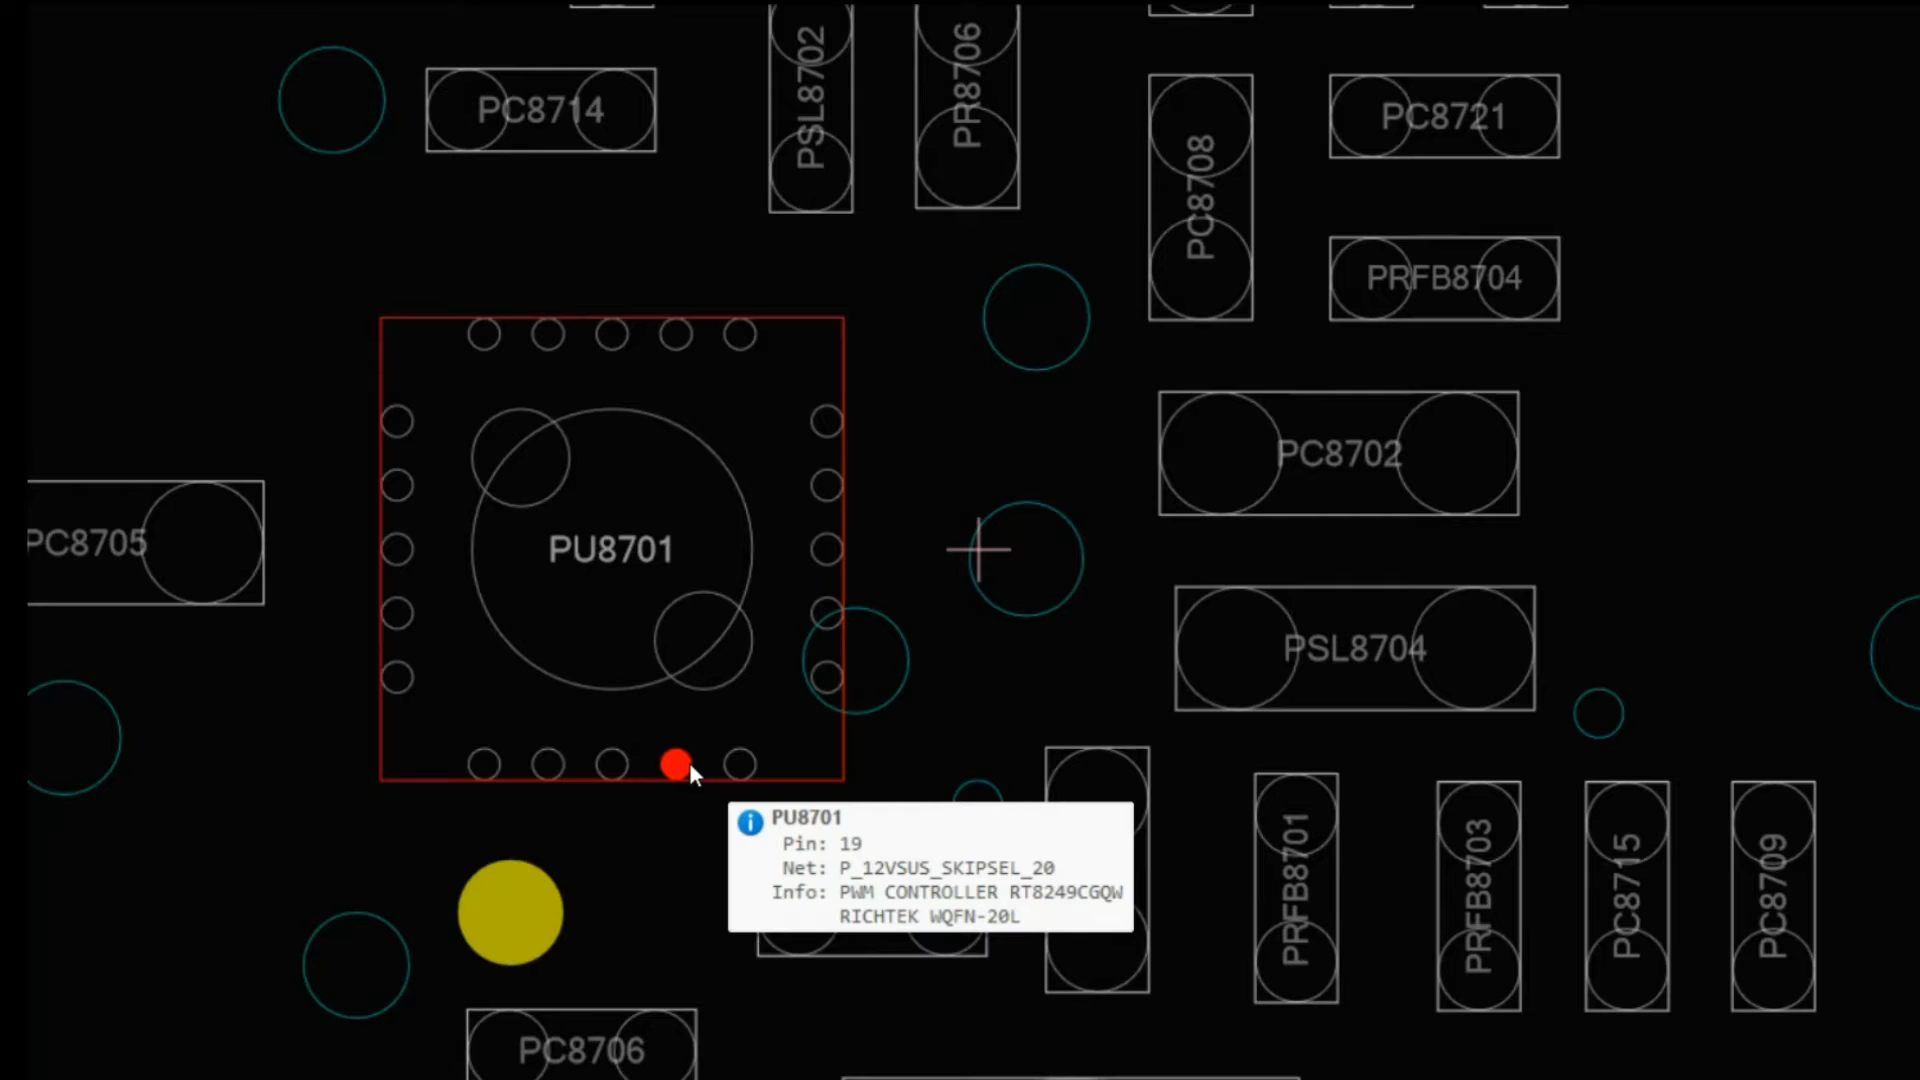 PSL8702
PR8706
PC8714
PC8721
PC8708
PRFB8704
PC8702
PC8705
PU8701
PSL8704
PU8701
Pin: 19
Net: P_12VSUS_SKIPSEL_20
Info: PWM CONTROLLER RT8249CGQW
RICHTEK WQFN-20L
PRFB8701
PRFB8703
PC8715
PC8709
PC8706